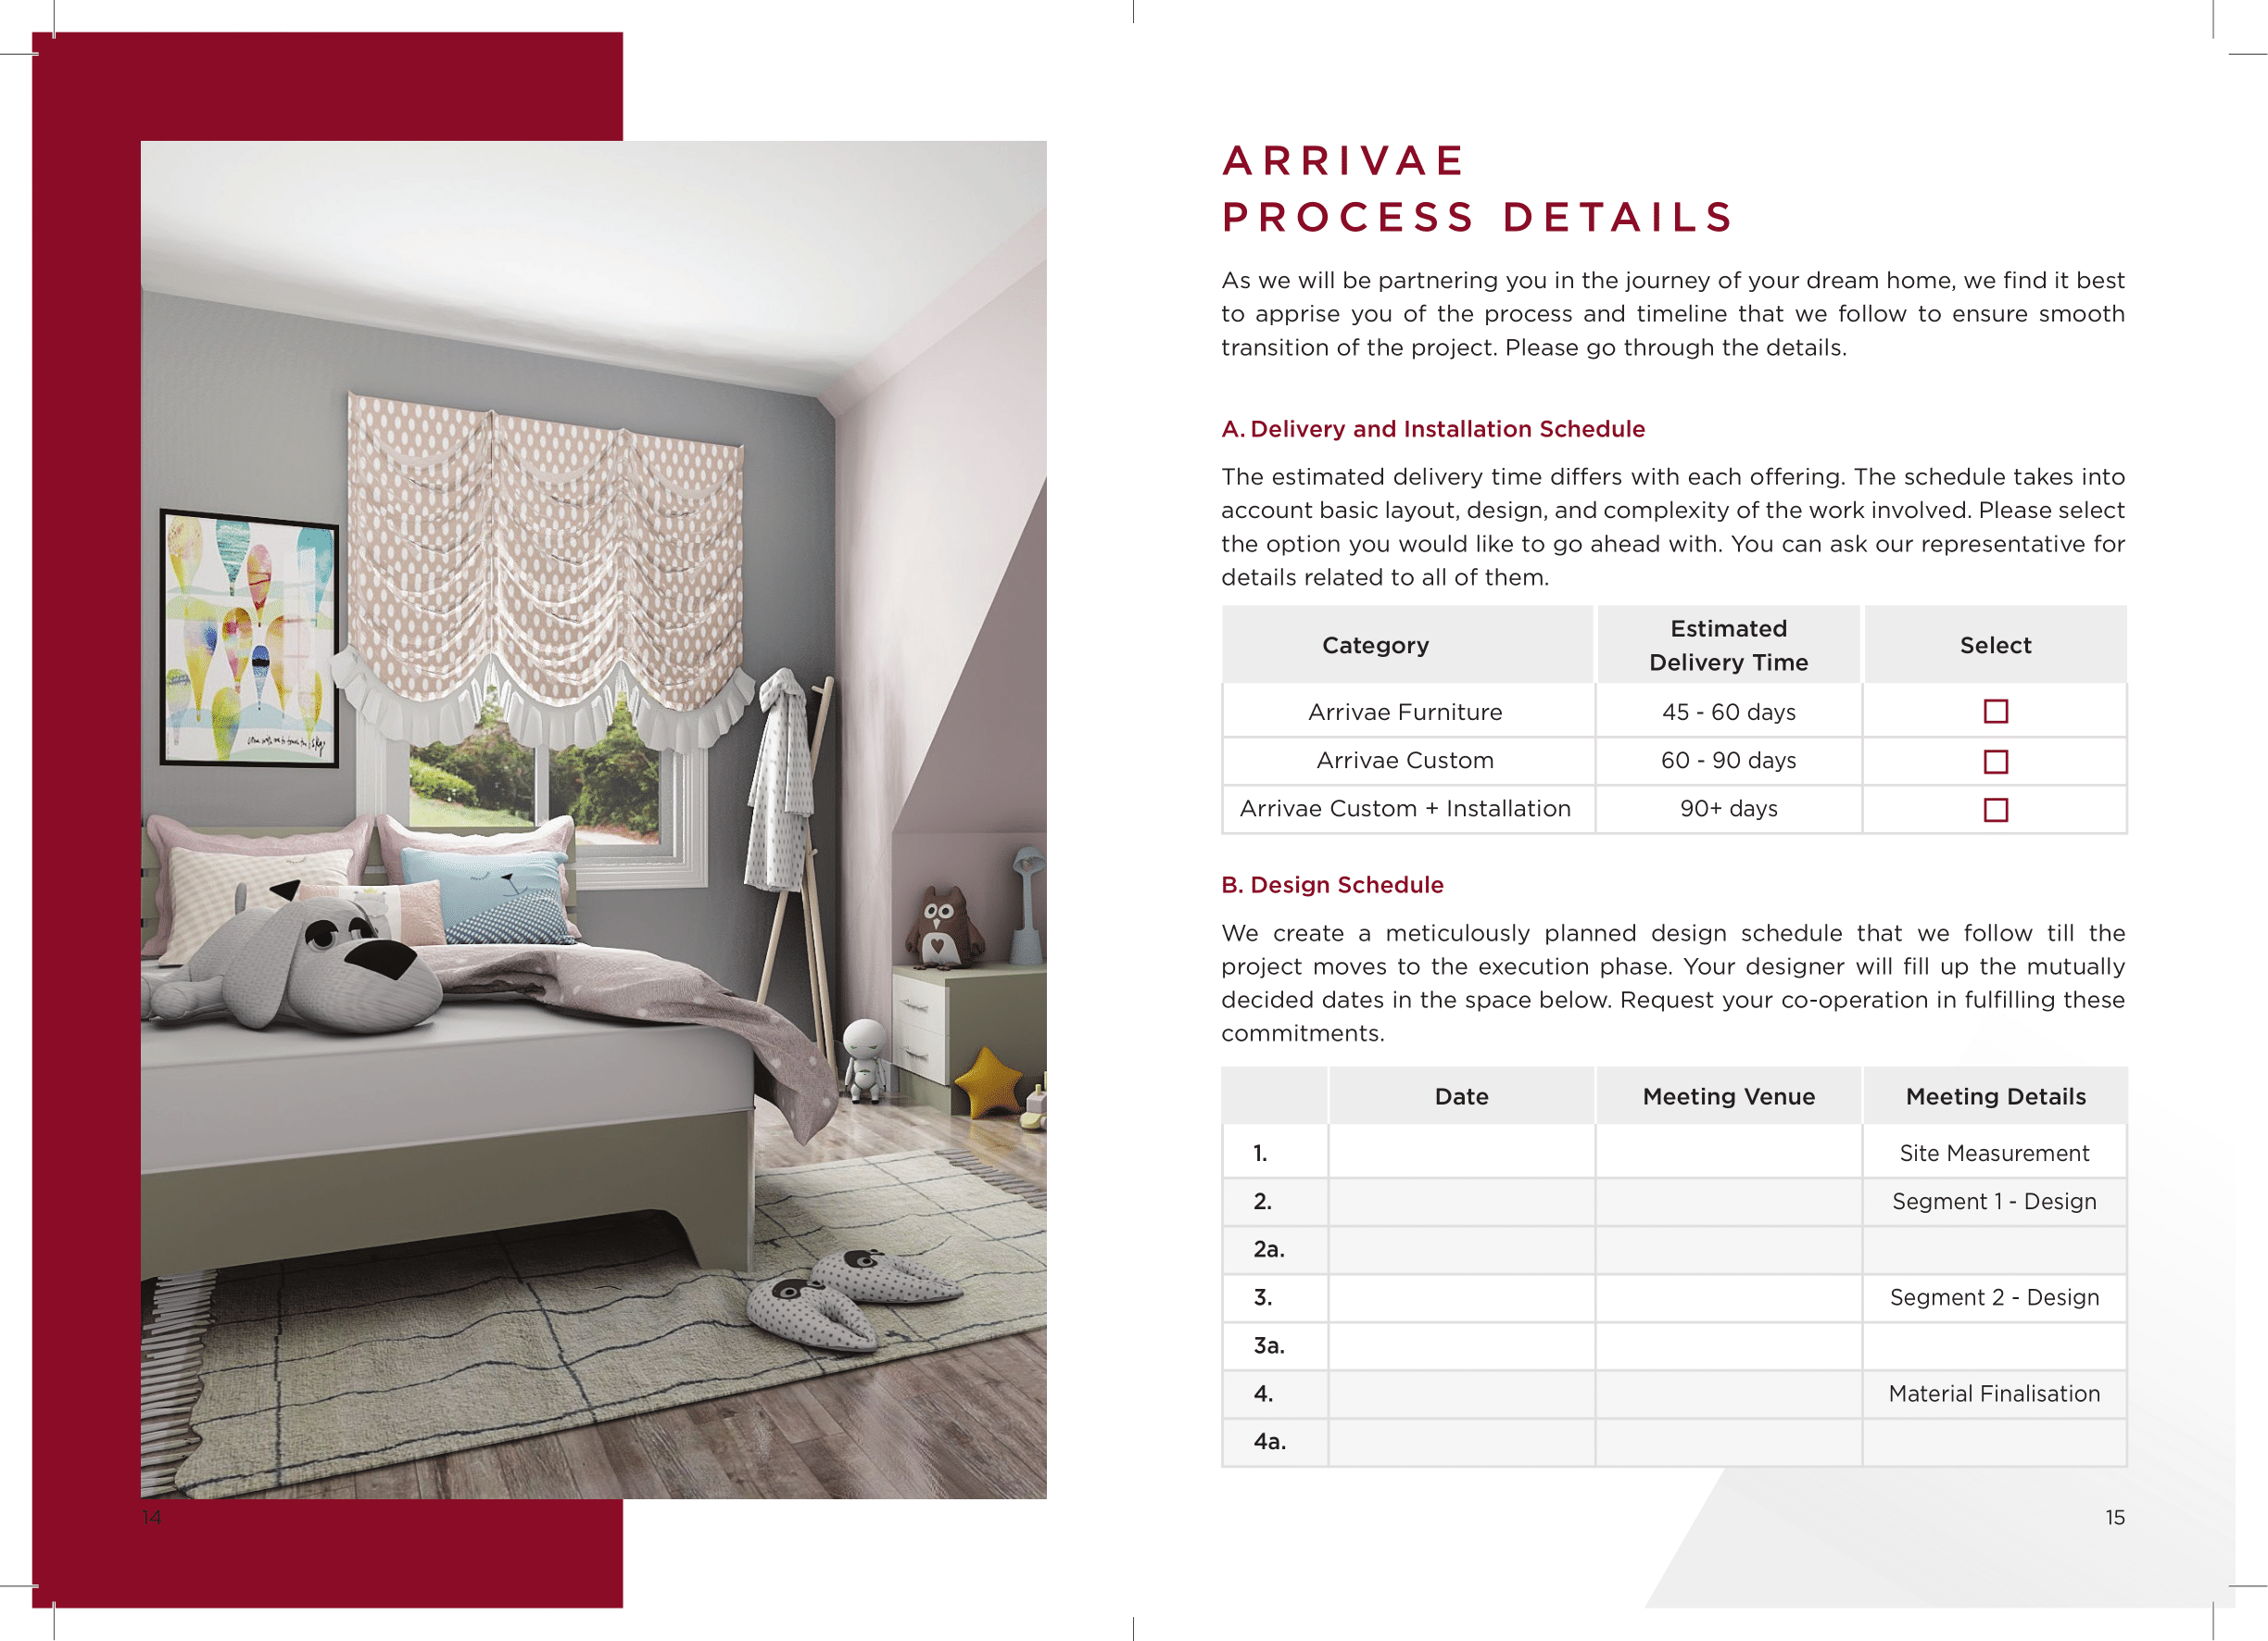 14
ARRIVAE
PROCESS DETAILS
As we will be partnering you in the journey of your dream home, we find it best
to apprise you of the process and timeline that we follow to ensure smooth
transition of the project. Please go through the details.
A. Delivery and Installation Schedule
The estimated delivery time differs with each offering. The schedule takes into
account basic layout, design, and complexity of the work involved. Please select
the option you would like to go ahead with. You can ask our representative for
details related to all of them.
Category Estimated Delivery Time Select
Arrivae Furniture 45 - 60 days
Arrivae Custom 60 - 90 days
Arrivae Custom + Installation 90+ days
B. Design Schedule
We create a meticulously planned design schedule that we follow till the
project moves to the execution phase. Your designer will fill up the mutually
decided dates in the space below. Request your co-operation in fulfilling these
commitments.
Date Meeting Venue Meeting Details
1. Site Measurement
2. Segment 1 - Design
2a.
3. Segment 2 - Design
3a.
4. Material Finalisation
4a.
15